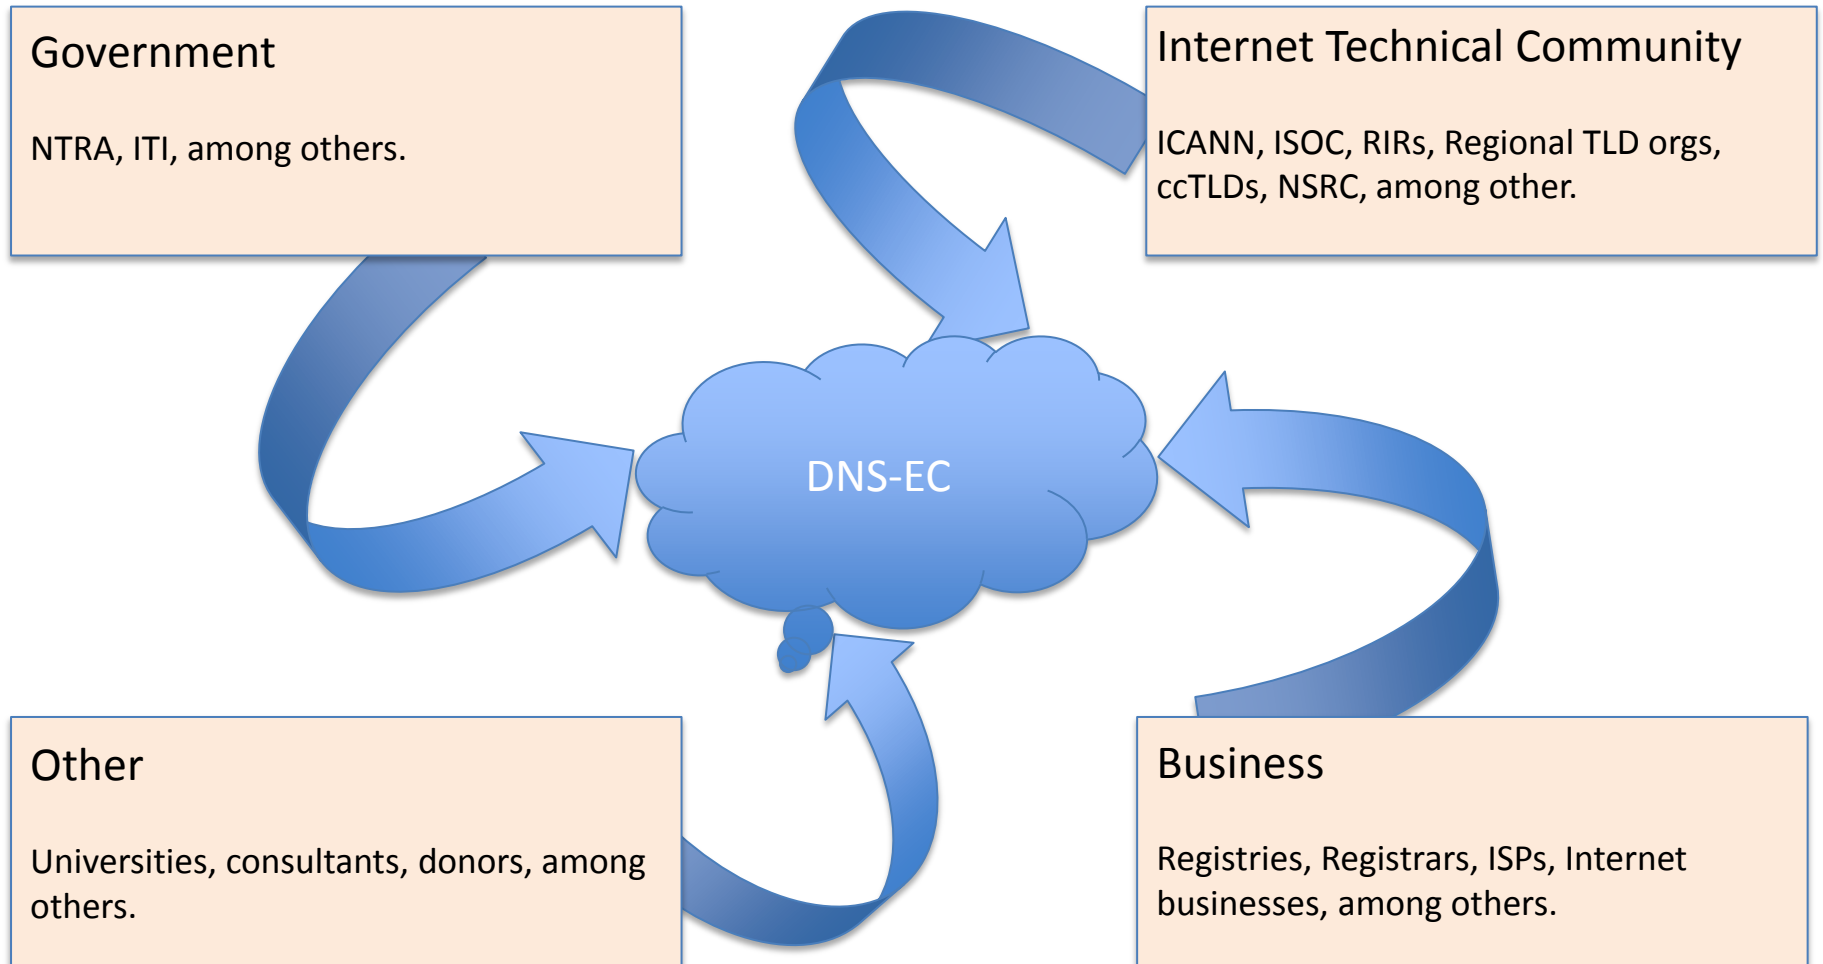 Government
NTRA, ITI, among others.
Internet Technical Community
ICANN, ISOC, RIRs, Regional TLD orgs,
ccTLDs, NSRC, among other.
DNS-EC
Other
Universities, consultants, donors, among
others.
Business
Registries, Registrars, ISPs, Internet
businesses, among others.